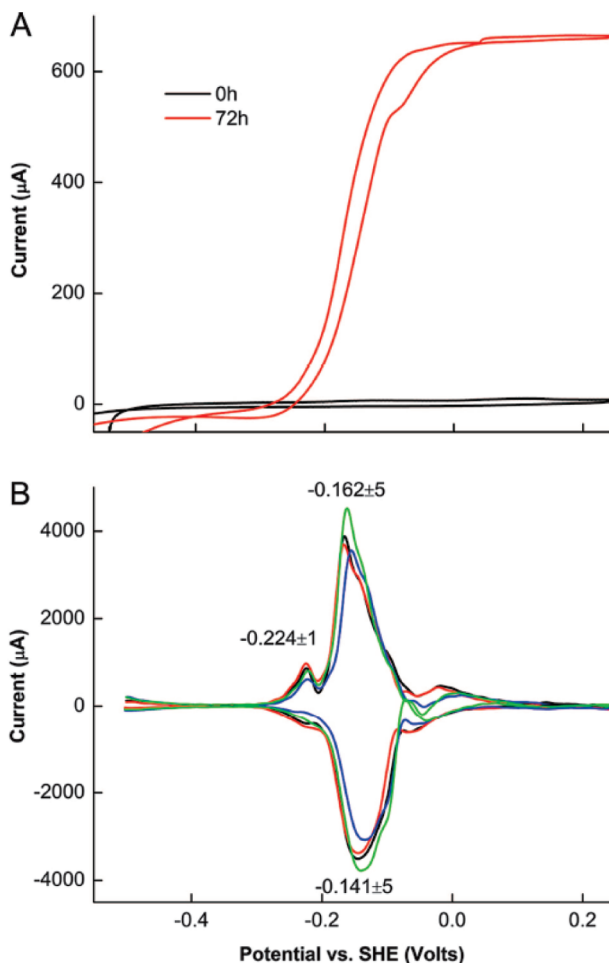 A
600
400
200
0
Current (µA)
0h
72h
B
4000
2000
0
-2000
-4000
Current (µA)
-0.162±5
-0.224±1
-0.141±5
-0.4
-0.2
0.0
0.2
Potential vs. SHE (Volts)